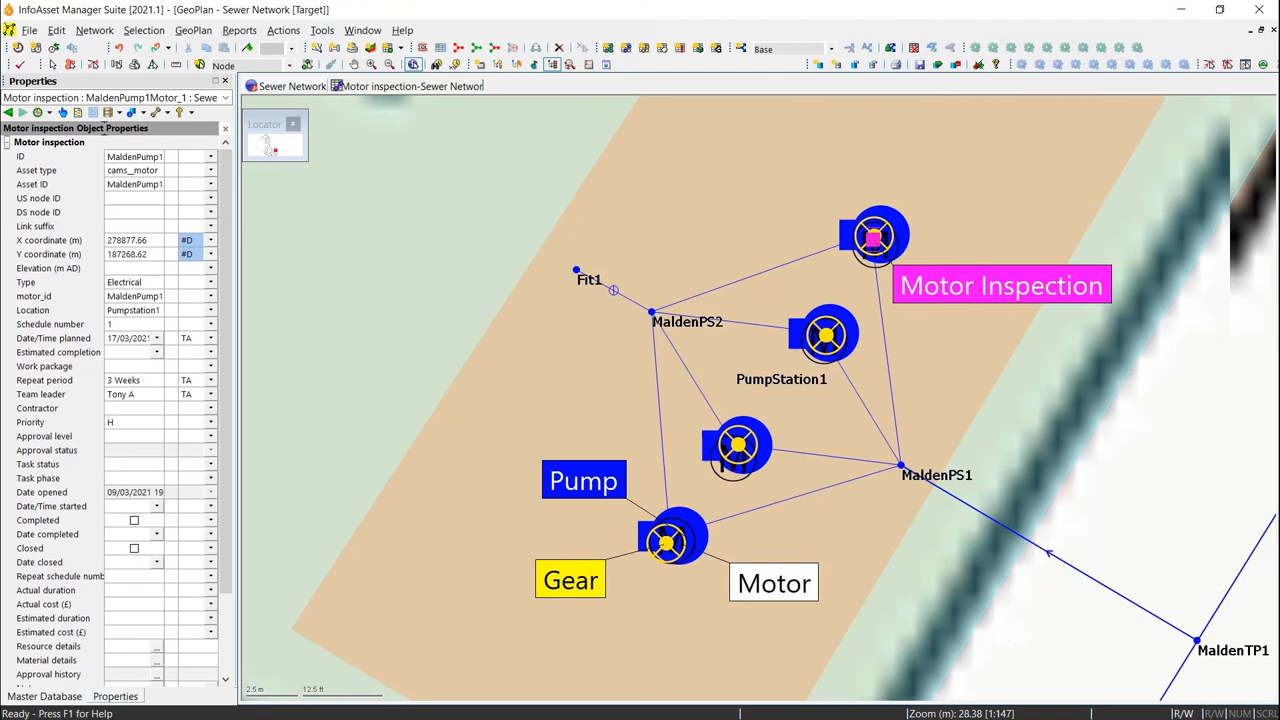 InfoAsset Manager Suite [2021.1] - [GeoPlan - Sewer Network [Target]]
File Edit Network Selection GeoPlan Reports Actions Tools Window Help
Base
Node
Properties
Motor inspection : MaldenPump1Motor_1 : Sewe
Motor inspection Object Properties
Motor inspection
ID MaldenPump1
Asset type cams_motor
Asset ID MaldenPump1
US node ID
DS node ID
Link suffix
X coordinate (m) 278877.66 #D
Y coordinate (m) 187268.62 #D
Elevation (m AD)
Type Electrical
motor_id MaldenPump1
Location Pumpstation1
Schedule number 1
Date/Time planned 17/03/2021 TA
Estimated completion
Work package
Repeat period 3 Weeks TA
Team leader Tony A TA
Contractor
Priority H
Approval level
Approval status
Task status
Task phase
Date opened 09/03/2021 19
Date/Time started
Completed
Date completed
Closed
Date closed
Repeat schedule numb
Actual duration
Actual cost (£)
Estimated duration
Estimated cost (£)
Resource details ...
Material details ...
Approval history ...
Master Database Properties
Sewer Network Motor inspection-Sewer Networ
Locator x
Motor Inspection
Fit1
MaldenPS2
PumpStation1
Pump
MaldenPS1
Gear
Motor
MaldenTP1
2.5 m 12.5 ft
Ready - Press F1 for Help Zoom (m): 28.38 [1:147] R/W R/W NUM SCRL